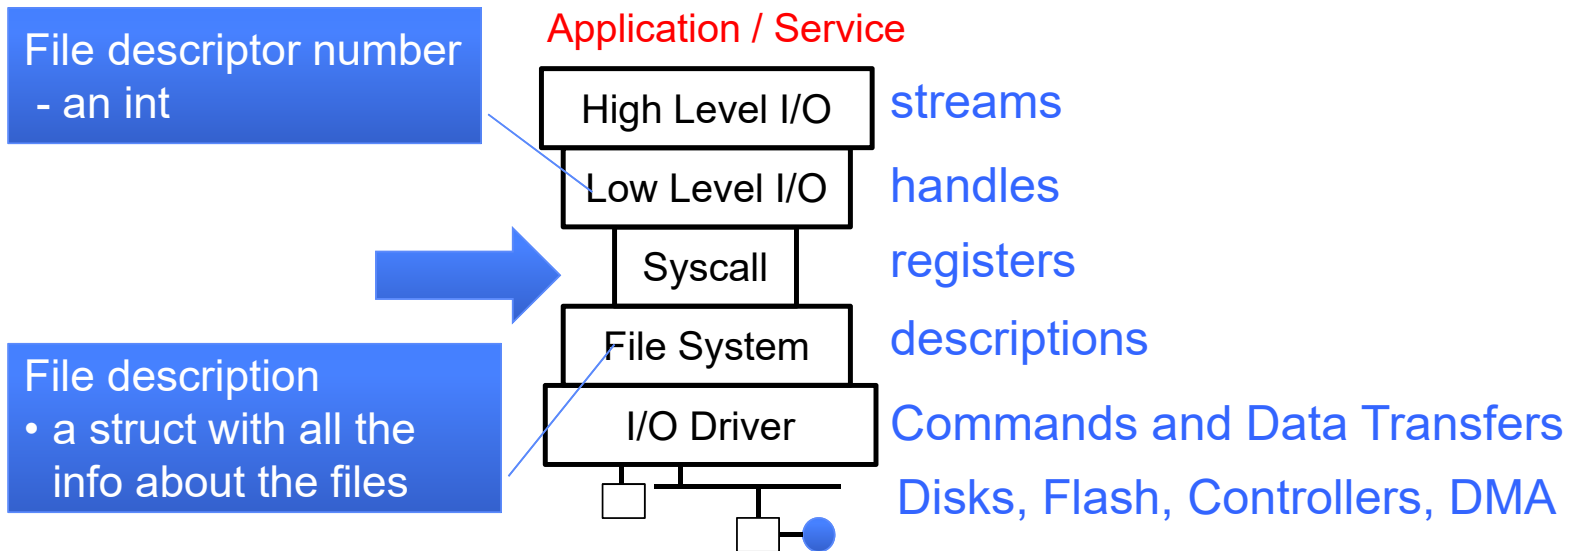 File descriptor number
- an int
Application / Service
High Level I/O
streams
Low Level I/O
handles
Syscall
registers
File System
descriptions
File description
• a struct with all the
info about the files
I/O Driver
Commands and Data Transfers
Disks, Flash, Controllers, DMA